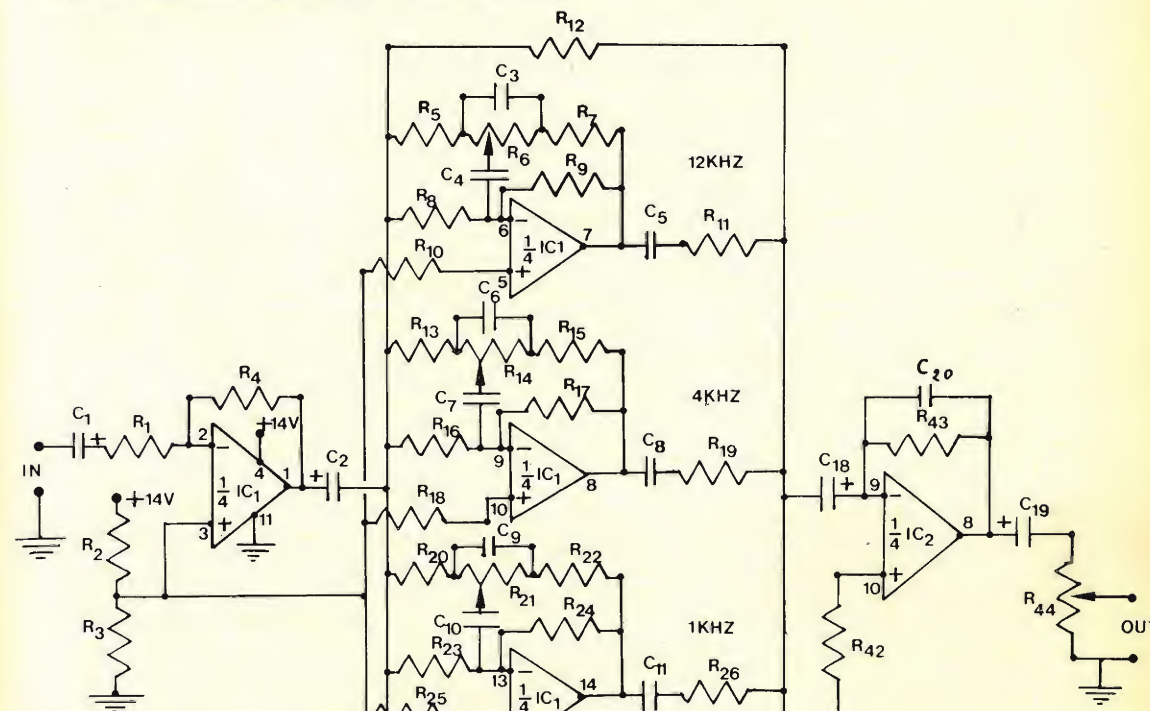 R12
C3
R5
R7
R6
12KHZ
C4
R9
R8
C5
R11
6
-
7
1/4 IC1
R10
+
5
C6
R13
R15
R14
4KHZ
C20
R4
C7
R17
R43
C1
+
R1
+14V
R16
C8
R19
2
-
9
-
4
1
+
C2
8
C18
+
9
-
IN
1/4 IC1
1/4 IC1
+14V
11
R18
+
10
8
+
C19
1/4 IC2
+
3
C9
R2
R20
R22
+
10
R21
R44
R24
C10
1KHZ
OUT
R3
R23
R42
C11
R26
13
-
14
R25
1/4 IC1